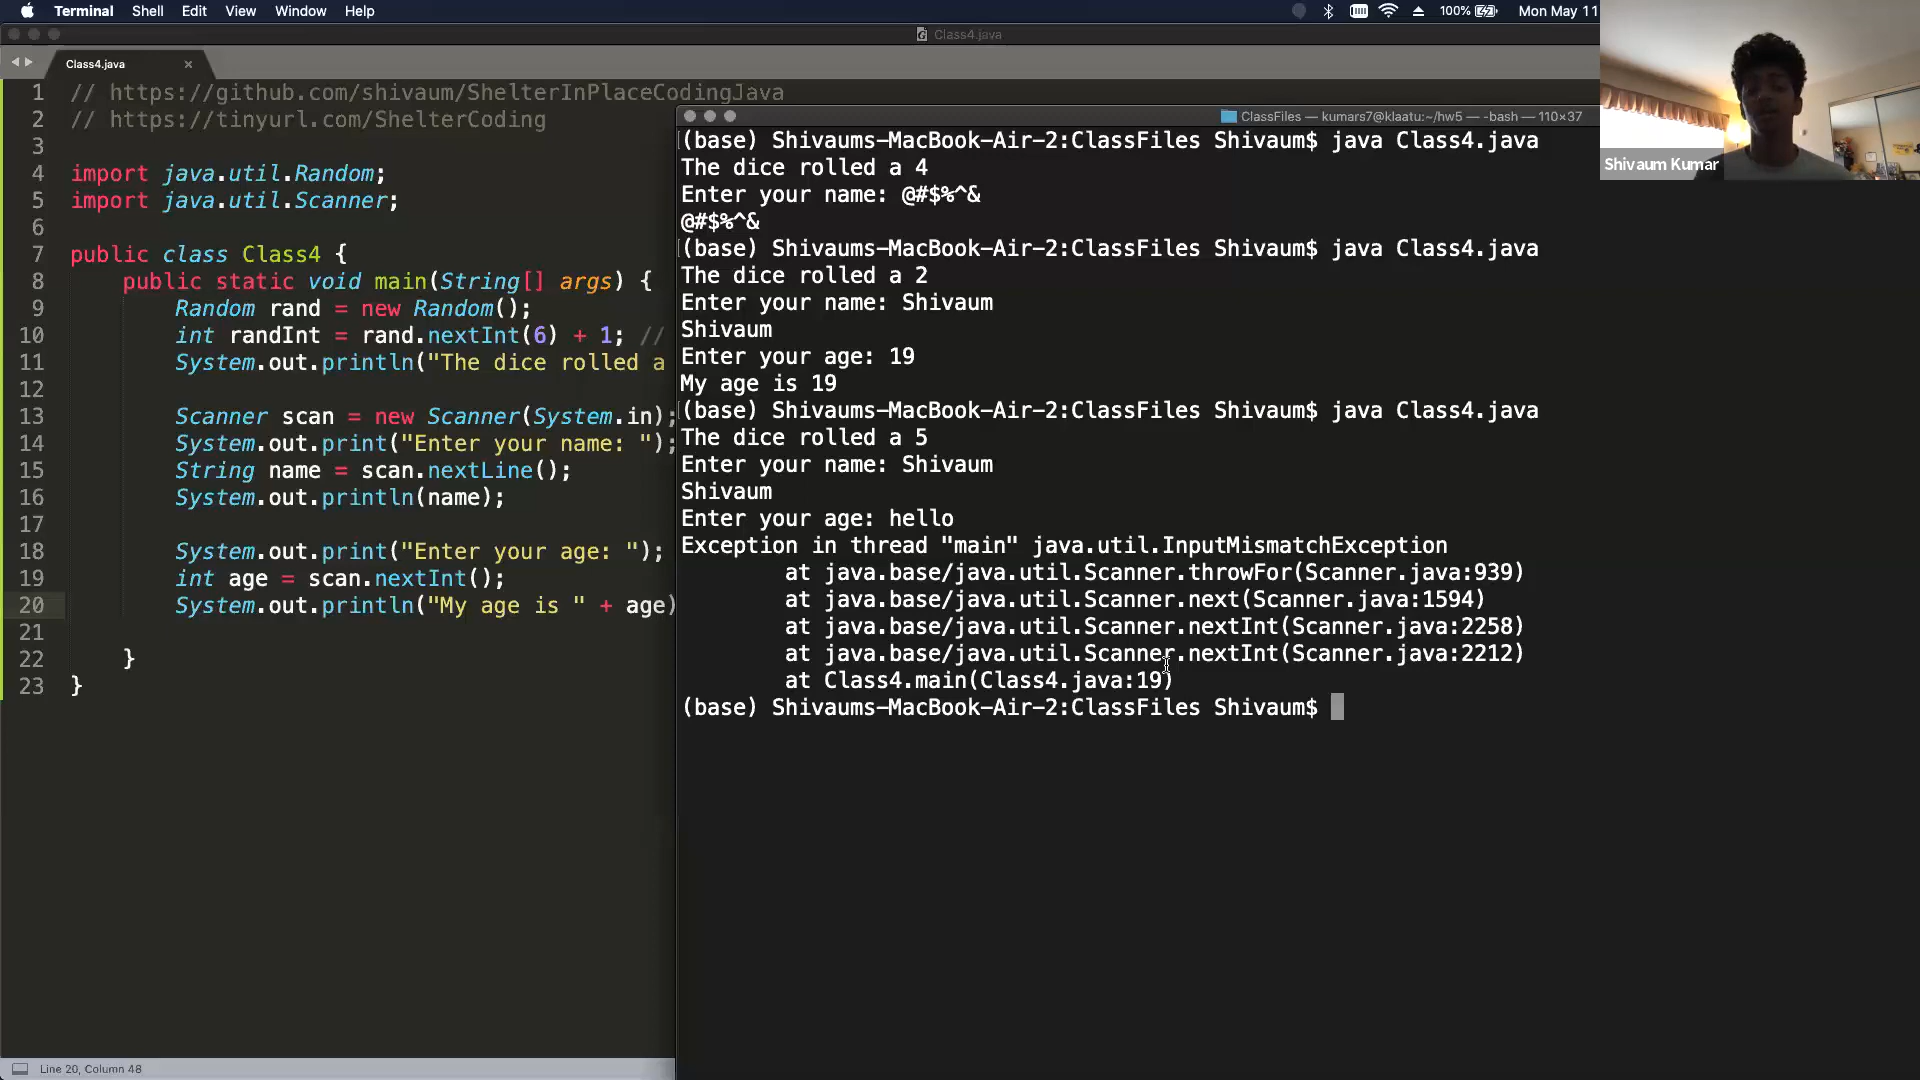 Terminal Shell Edit View Window Help
100% Mon May 11
Class4.java
Class4.java
1 // https://github.com/shivaum/ShelterInPlaceCodingJava
2 // https://tinyurl.com/ShelterCoding
3
4 import java.util.Random;
5 import java.util.Scanner;
6
7 public class Class4 {
8 public static void main(String[] args) {
9 Random rand = new Random();
10 int randInt = rand.nextInt(6) + 1; //
11 System.out.println("The dice rolled a
12
13 Scanner scan = new Scanner(System.in);
14 System.out.print("Enter your name: ");
15 String name = scan.nextLine();
16 System.out.println(name);
17
18 System.out.print("Enter your age: ");
19 int age = scan.nextInt();
20 System.out.println("My age is " + age)
21
22 }
23 }
Line 20, Column 48
ClassFiles — kumars7@klaatu:~/hw5 — -bash — 110×37
(base) Shivaums-MacBook-Air-2:ClassFiles Shivaum$ java Class4.java
The dice rolled a 4
Enter your name: @#$%^&
@#$%^&
(base) Shivaums-MacBook-Air-2:ClassFiles Shivaum$ java Class4.java
The dice rolled a 2
Enter your name: Shivaum
Shivaum
Enter your age: 19
My age is 19
(base) Shivaums-MacBook-Air-2:ClassFiles Shivaum$ java Class4.java
The dice rolled a 5
Enter your name: Shivaum
Shivaum
Enter your age: hello
Exception in thread "main" java.util.InputMismatchException
at java.base/java.util.Scanner.throwFor(Scanner.java:939)
at java.base/java.util.Scanner.next(Scanner.java:1594)
at java.base/java.util.Scanner.nextInt(Scanner.java:2258)
at java.base/java.util.Scanner.nextInt(Scanner.java:2212)
at Class4.main(Class4.java:19)
(base) Shivaums-MacBook-Air-2:ClassFiles Shivaum$
Shivaum Kumar